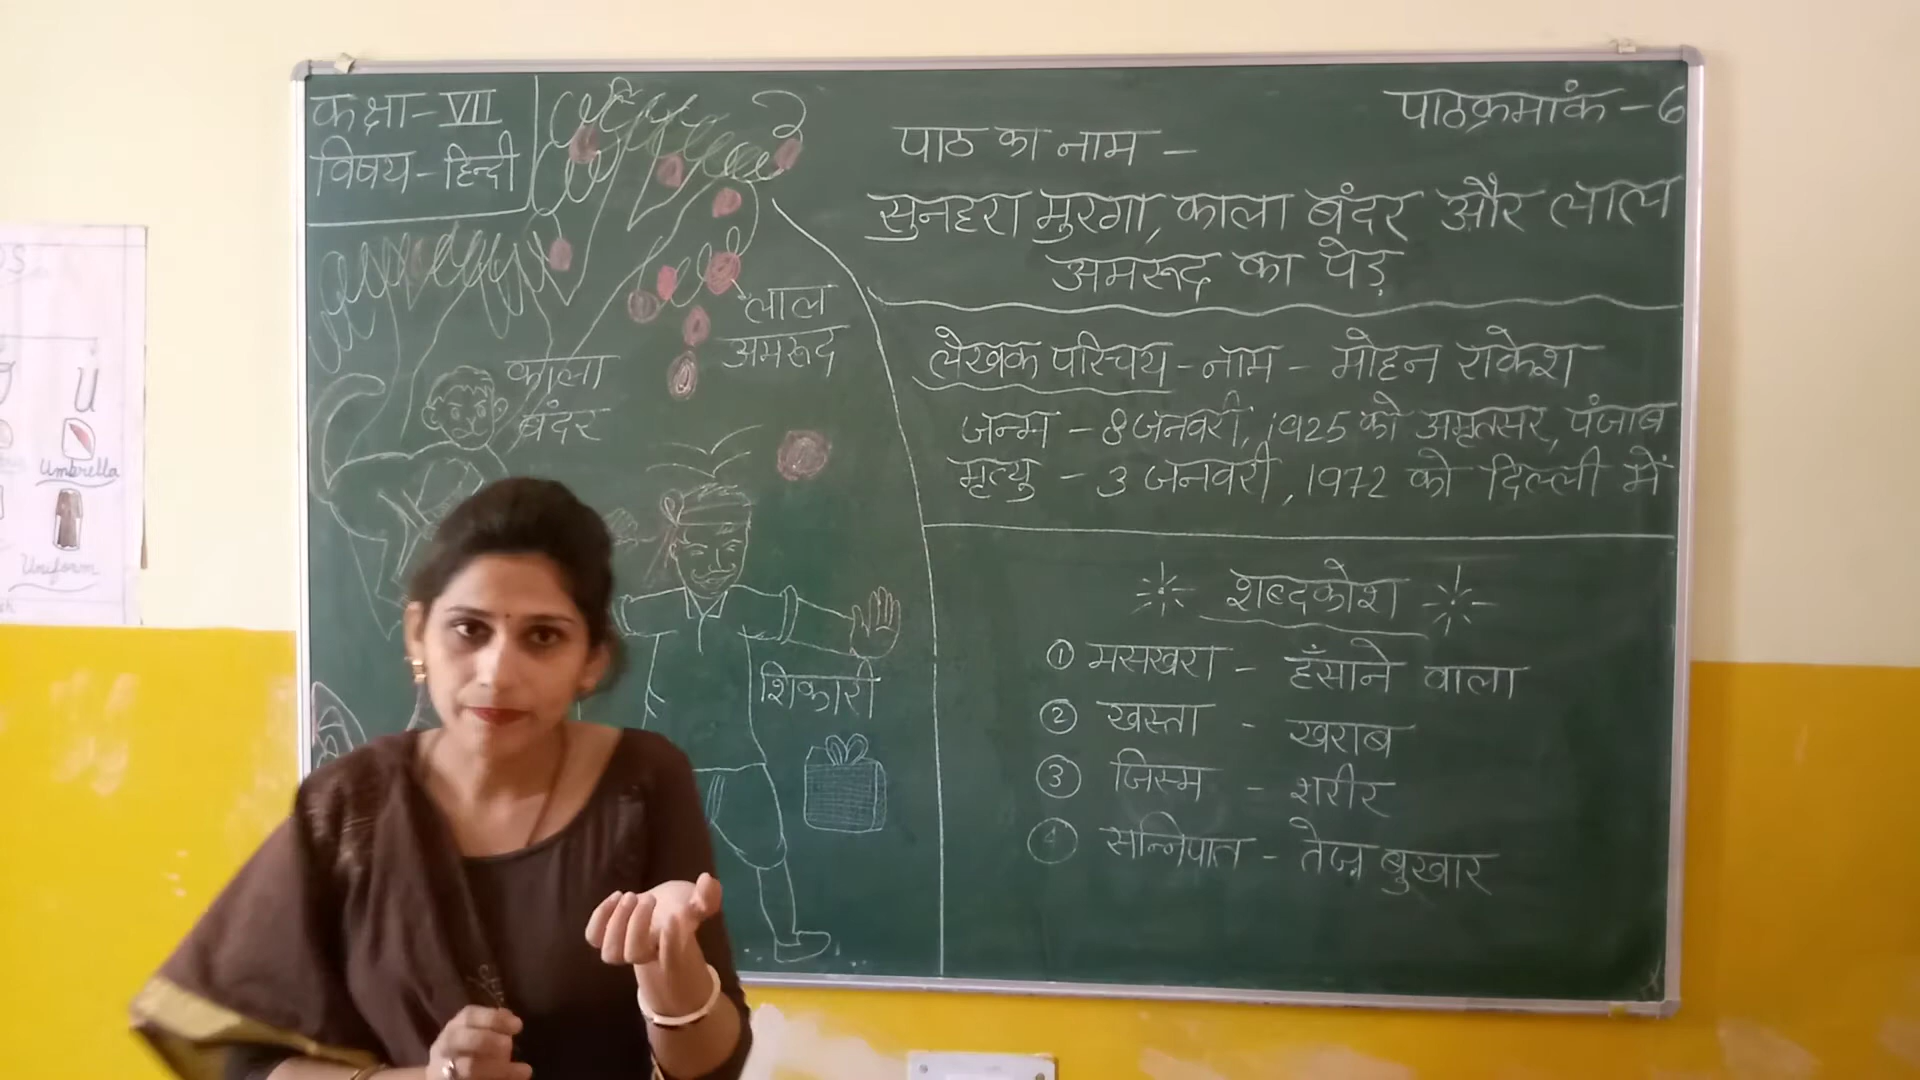 कक्षा-VII
विषय-हिन्दी
पाठक्रमांक-6
पाठ का नाम -
सुनहरा मुरगा, काला बंदर और लाल
अमरूद का पेड़
लाल
अमरूद
काला
बंदर
शिकारी
लेखक परिचय - नाम - मोहन राकेश
जन्म - 8 जनवरी, 1925 को अमृतसर, पंजाब
मृत्यु - 3 जनवरी, 1972 को दिल्ली में
शब्दकोश
① मसखरा - हँसाने वाला
② खस्ता - खराब
③ जिस्म - शरीर
④ सन्निपात - तेज़ बुखार
u
Umbrella
Uniform